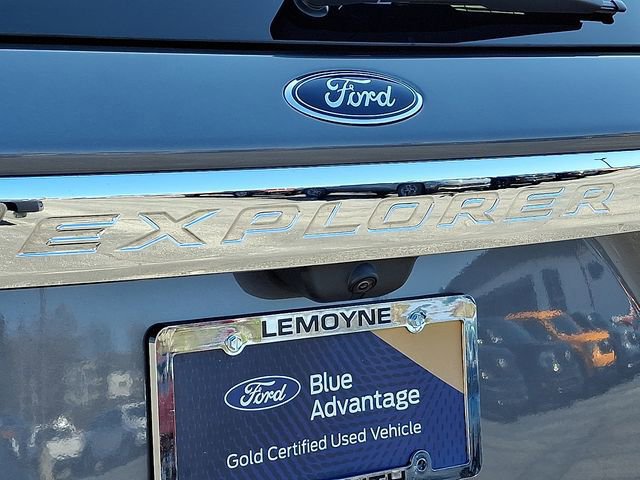 Ford
EXPLORER
LEMOYNE
Ford
Blue
Advantage
Gold Certified Used Vehicle